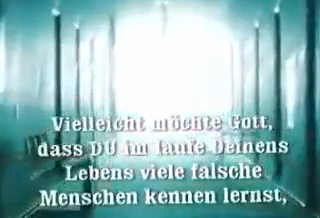 Vielleicht möchte Gott,
dass DU im laufe Deinens
Lebens viele falsche
Menschen kennen lernst,